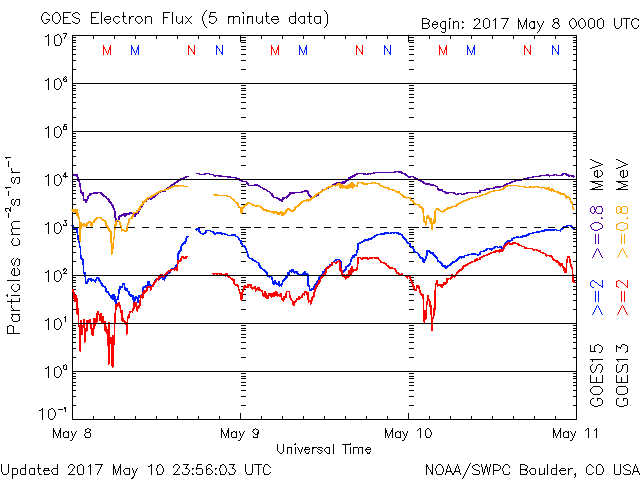 GOES Electron Flux (5 minute data)
Begin: 2017 May 8 0000 UTC
10⁷
M M N N M M N N M M N N
10⁶
10⁵
10⁴
10³
10²
10¹
10⁰
10⁻¹
Particles cm⁻²s⁻¹sr⁻¹
May 8 May 9 May 10 May 11
Universal Time
GOES15 >=2 >=0.8 MeV
GOES13 >=2 >=0.8 MeV
Updated 2017 May 10 23:56:03 UTC
NOAA/SWPC Boulder, CO USA